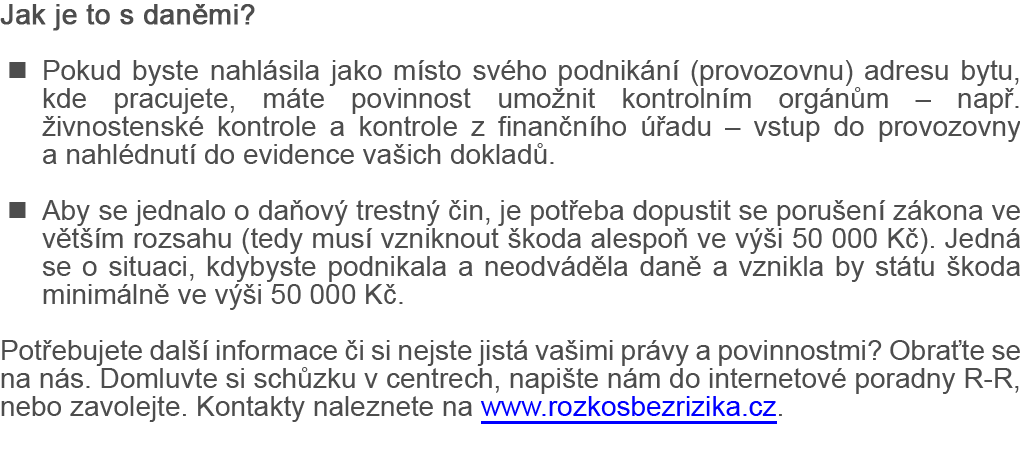 Jak je to s daněmi?
■ Pokud byste nahlásila jako místo svého podnikání (provozovnu) adresu bytu,
kde pracujete, máte povinnost umožnit kontrolním orgánům – např.
živnostenské kontrole a kontrole z finančního úřadu – vstup do provozovny
a nahlédnutí do evidence vašich dokladů.
■ Aby se jednalo o daňový trestný čin, je potřeba dopustit se porušení zákona ve
větším rozsahu (tedy musí vzniknout škoda alespoň ve výši 50 000 Kč). Jedná
se o situaci, kdybyste podnikala a neodváděla daně a vznikla by státu škoda
minimálně ve výši 50 000 Kč.
Potřebujete další informace či si nejste jistá vašimi právy a povinnostmi? Obraťte se
na nás. Domluvte si schůzku v centrech, napište nám do internetové poradny R-R,
nebo zavolejte. Kontakty naleznete na www.rozkosbezrizika.cz.